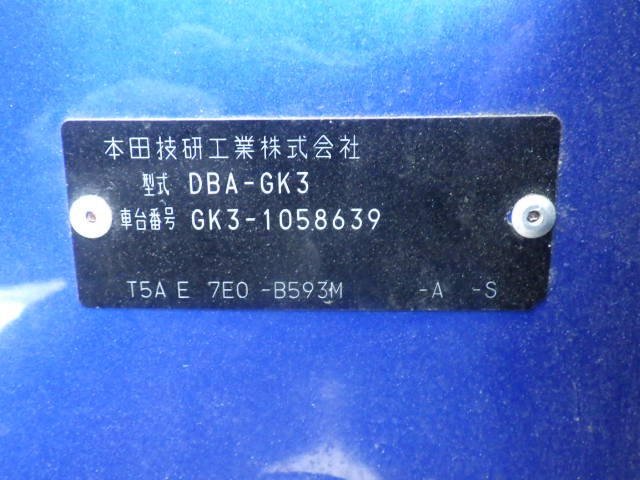 本田技研工業株式会社
型式 DBA-GK3
車台番号 GK3-1058639
T5A E 7E0 -B593M -A -S